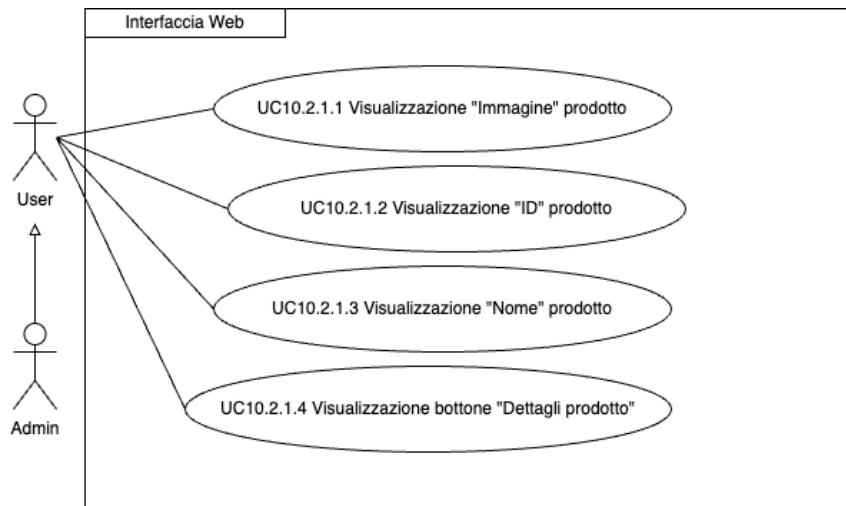 Interfaccia Web
UC10.2.1.1 Visualizzazione "Immagine" prodotto
User
UC10.2.1.2 Visualizzazione "ID" prodotto
UC10.2.1.3 Visualizzazione "Nome" prodotto
Admin
UC10.2.1.4 Visualizzazione bottone "Dettagli prodotto"